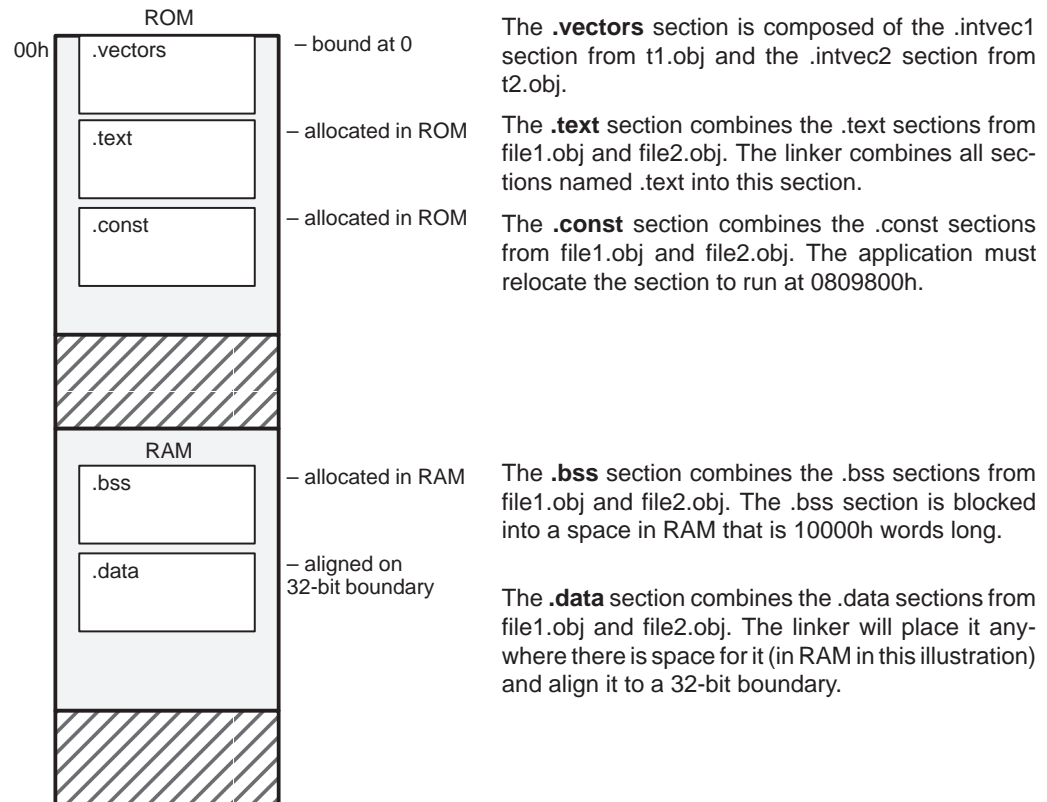 ROM
00h
.vectors
– bound at 0
The .vectors section is composed of the .intvec1
section from t1.obj and the .intvec2 section from
t2.obj.
.text
– allocated in ROM
The .text section combines the .text sections from
file1.obj and file2.obj. The linker combines all sec-
tions named .text into this section.
.const
– allocated in ROM
The .const section combines the .const sections
from file1.obj and file2.obj. The application must
relocate the section to run at 0809800h.
RAM
.bss
– allocated in RAM
The .bss section combines the .bss sections from
file1.obj and file2.obj. The .bss section is blocked
into a space in RAM that is 10000h words long.
.data
– aligned on
32-bit boundary
The .data section combines the .data sections from
file1.obj and file2.obj. The linker will place it any-
where there is space for it (in RAM in this illustration)
and align it to a 32-bit boundary.